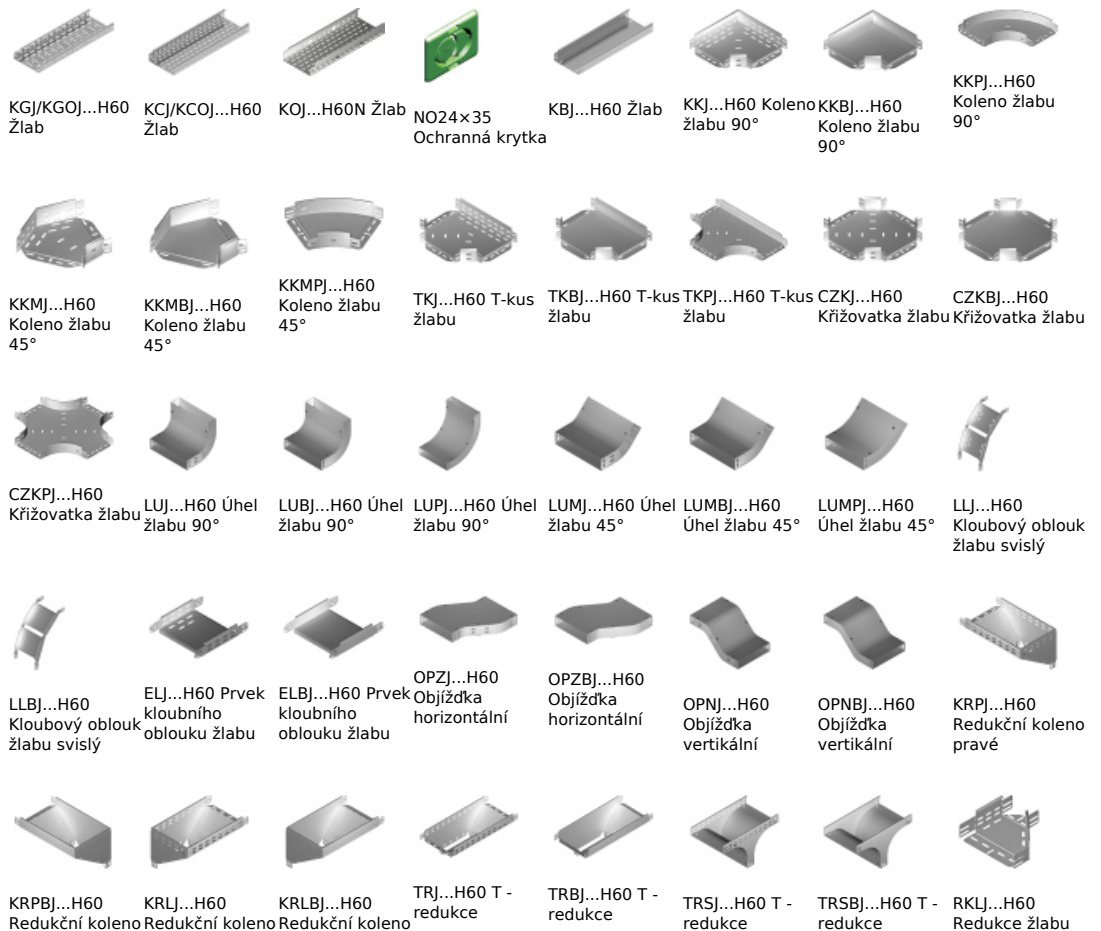 KGJ/KGOJ...H60
Žlab
KCJ/KCOJ...H60
Žlab
KOJ...H60N Žlab
NO24×35
Ochranná krytka
KBJ...H60 Žlab
KKJ...H60 Koleno
žlabu 90°
KKBJ...H60
Koleno žlabu
90°
KKPJ...H60
Koleno žlabu
90°
KKMJ...H60
Koleno žlabu
45°
KKMBJ...H60
Koleno žlabu
45°
KKMPJ...H60
Koleno žlabu
45°
TKJ...H60 T-kus
žlabu
TKBJ...H60 T-kus
žlabu
TKPJ...H60 T-kus
žlabu
CZKJ...H60
Křižovatka žlabu
CZKBJ...H60
Křižovatka žlabu
CZKPJ...H60
Křižovatka žlabu
LUJ...H60 Úhel
žlabu 90°
LUBJ...H60 Úhel
žlabu 90°
LUPJ...H60 Úhel
žlabu 90°
LUMJ...H60 Úhel
žlabu 45°
LUMBJ...H60
Úhel žlabu 45°
LUMPJ...H60
Úhel žlabu 45°
LLJ...H60
Kloubový oblouk
žlabu svislý
LLBJ...H60
Kloubový oblouk
žlabu svislý
ELJ...H60 Prvek
kloubního
oblouku žlabu
ELBJ...H60 Prvek
kloubního
oblouku žlabu
OPZJ...H60
Objížďka
horizontální
OPZBJ...H60
Objížďka
horizontální
OPNJ...H60
Objížďka
vertikální
OPNBJ...H60
Objížďka
vertikální
KRPJ...H60
Redukční koleno
pravé
KRPBJ...H60
Redukční koleno
KRLJ...H60
Redukční koleno
KRLBJ...H60
Redukční koleno
TRJ...H60 T -
redukce
TRBJ...H60 T -
redukce
TRSJ...H60 T -
redukce
TRSBJ...H60 T -
redukce
RKLJ...H60
Redukce žlabu